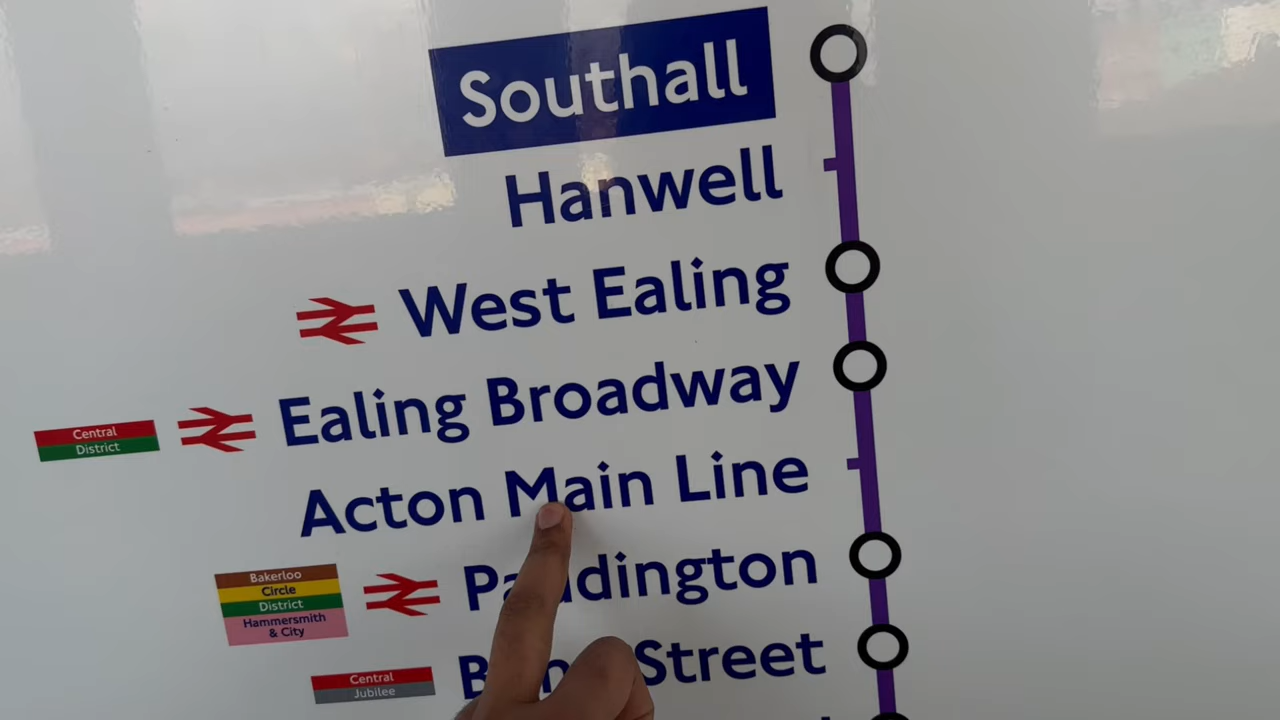 Southall
Hanwell
West Ealing
Ealing Broadway
Central
District
Acton Main Line
Paddington
Bakerloo
Circle
District
Hammersmith
& City
Street
Central
Jubilee